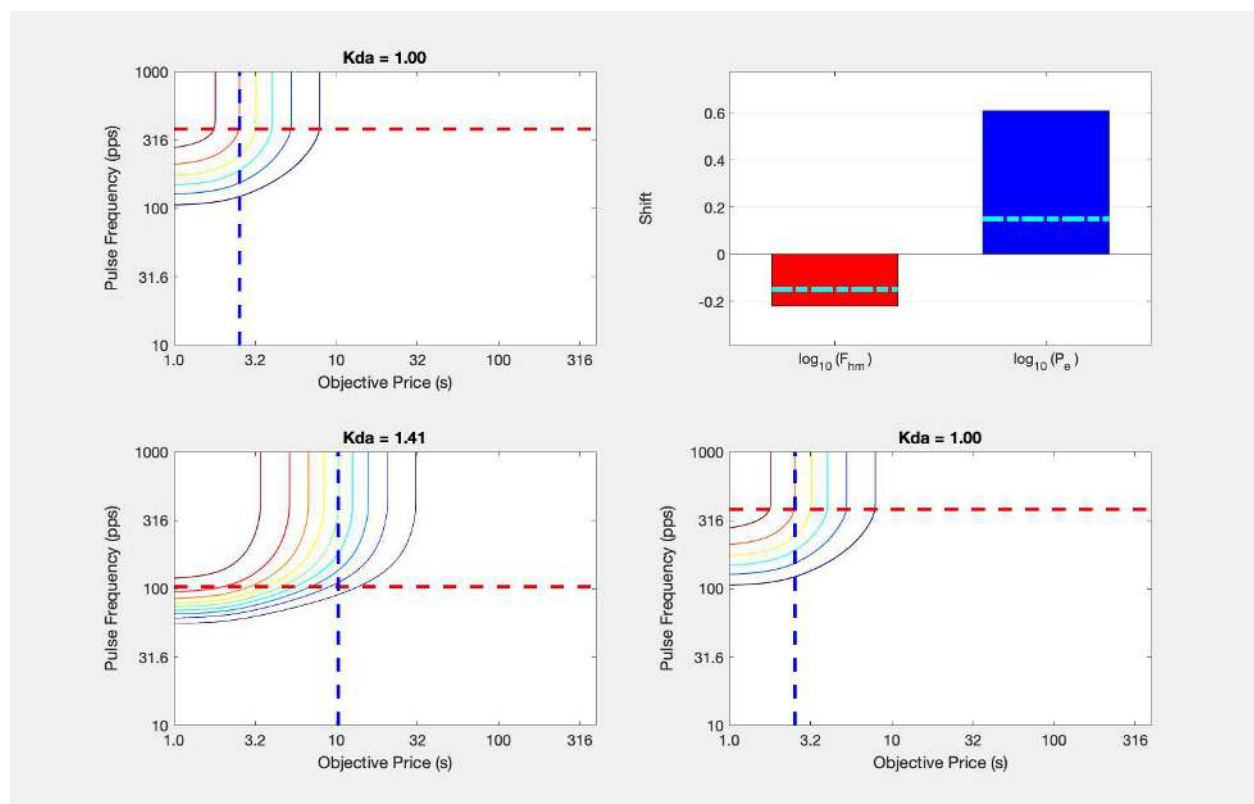 Kda = 1.00
Pulse Frequency (pps)
1000
316
100
31.6
10
1.0 3.2 10 100 316
Objective Price (s)
Shift
0.6
0.4
0.2
0
-0.2
log10(Fhm) log10(Pe)
Kda = 1.41
Pulse Frequency (pps)
1000
316
100
31.6
10
1.0 3.2 10 100 316
Objective Price (s)
Kda = 1.00
Pulse Frequency (pps)
1000
316
100
31.6
10
1.0 3.2 10 100 316
Objective Price (s)